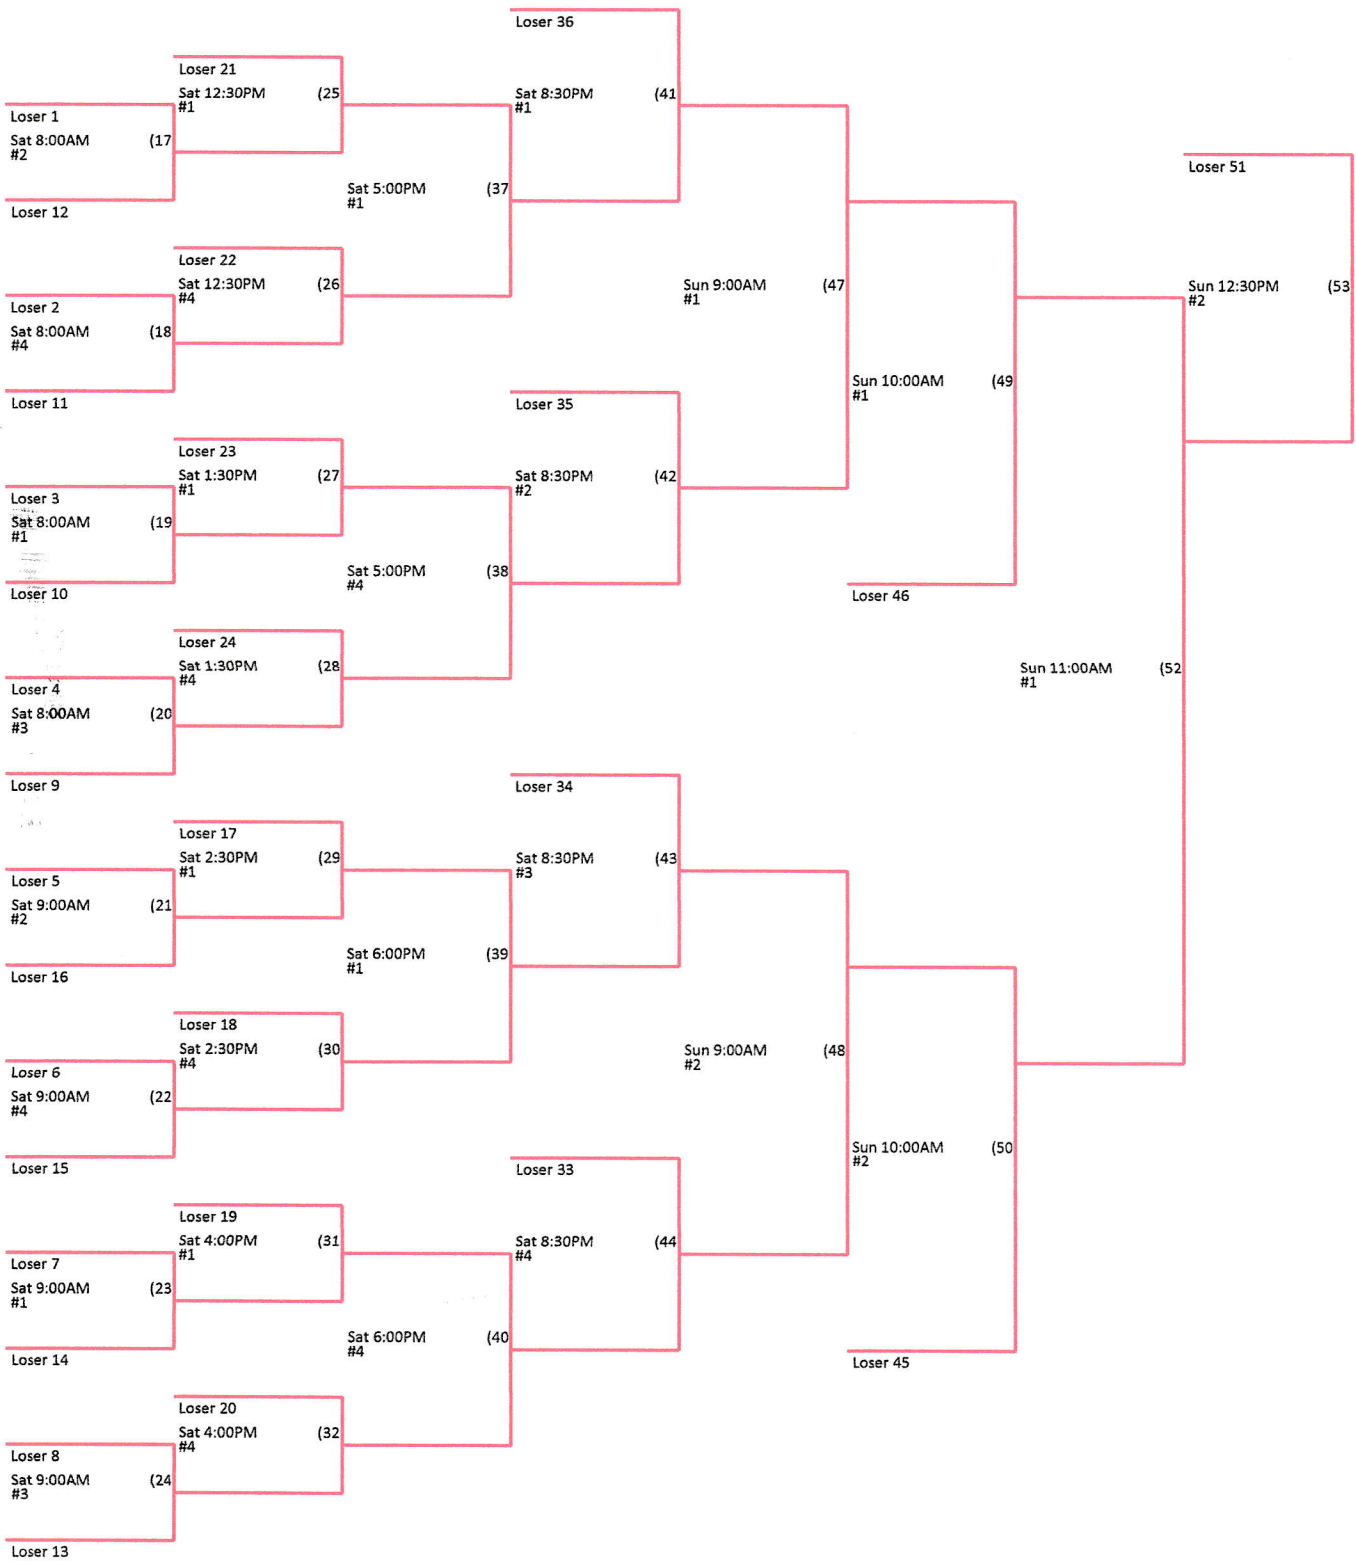 Loser 36
Loser 21
Sat 12:30PM (25
#1
Sat 8:30PM (41
#1
Loser 1
Sat 8:00AM (17
#2
Loser 51
Sat 5:00PM (37
#1
Loser 12
Loser 22
Sat 12:30PM (26
#4
Sun 9:00AM (47
#1
Sun 12:30PM (53
#2
Loser 2
Sat 8:00AM (18
#4
Sun 10:00AM (49
#1
Loser 11
Loser 35
Loser 23
Sat 1:30PM (27
#1
Sat 8:30PM (42
#2
Loser 3
Sat 8:00AM (19
#1
Sat 5:00PM (38
#4
Loser 10
Loser 46
Loser 24
Sat 1:30PM (28
#4
Sun 11:00AM (52
#1
Loser 4
Sat 8:00AM (20
#3
Loser 9
Loser 34
Loser 17
Sat 2:30PM (29
#1
Sat 8:30PM (43
#3
Loser 5
Sat 9:00AM (21
#2
Sat 6:00PM (39
#1
Loser 16
Loser 18
Sat 2:30PM (30
#4
Sun 9:00AM (48
#2
Loser 6
Sat 9:00AM (22
#4
Sun 10:00AM (50
#2
Loser 15
Loser 33
Loser 19
Sat 4:00PM (31
#1
Sat 8:30PM (44
#4
Loser 7
Sat 9:00AM (23
#1
Sat 6:00PM (40
#4
Loser 14
Loser 45
Loser 20
Sat 4:00PM (32
#4
Loser 8
Sat 9:00AM (24
#3
Loser 13